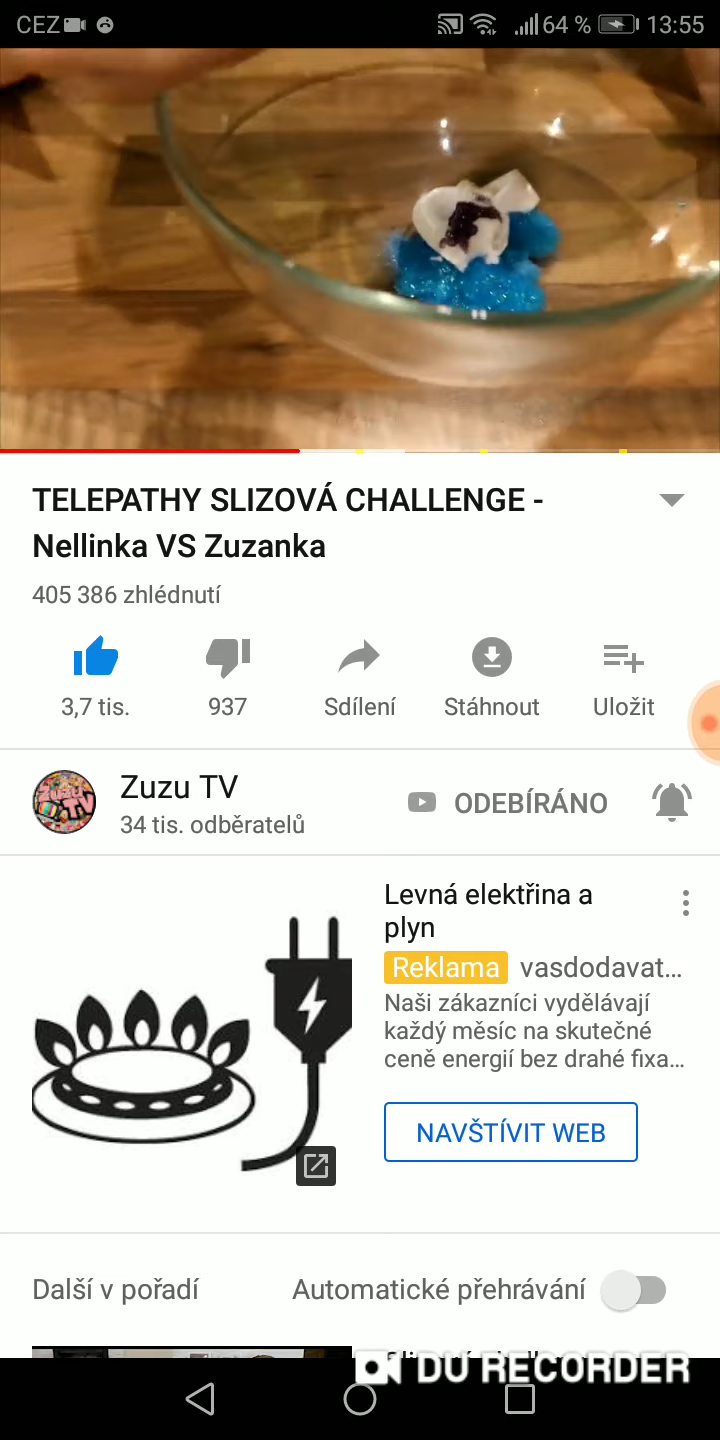 CEZ 64 % 13:55
TELEPATHY SLIZOVÁ CHALLENGE -
Nellinka VS Zuzanka
405 386 zhlédnutí
3,7 tis. 937 Sdílení Stáhnout Uložit
ZUZU TV
Zuzu TV
34 tis. odběratelů
ODEBÍRÁNO
Levná elektřina a
plyn
Reklama vasdodavat...
Naši zákazníci vydělávají
každý měsíc na skutečné
ceně energií bez drahé fixa...
NAVŠTÍVIT WEB
Další v pořadí Automatické přehrávání
DU RECORDER